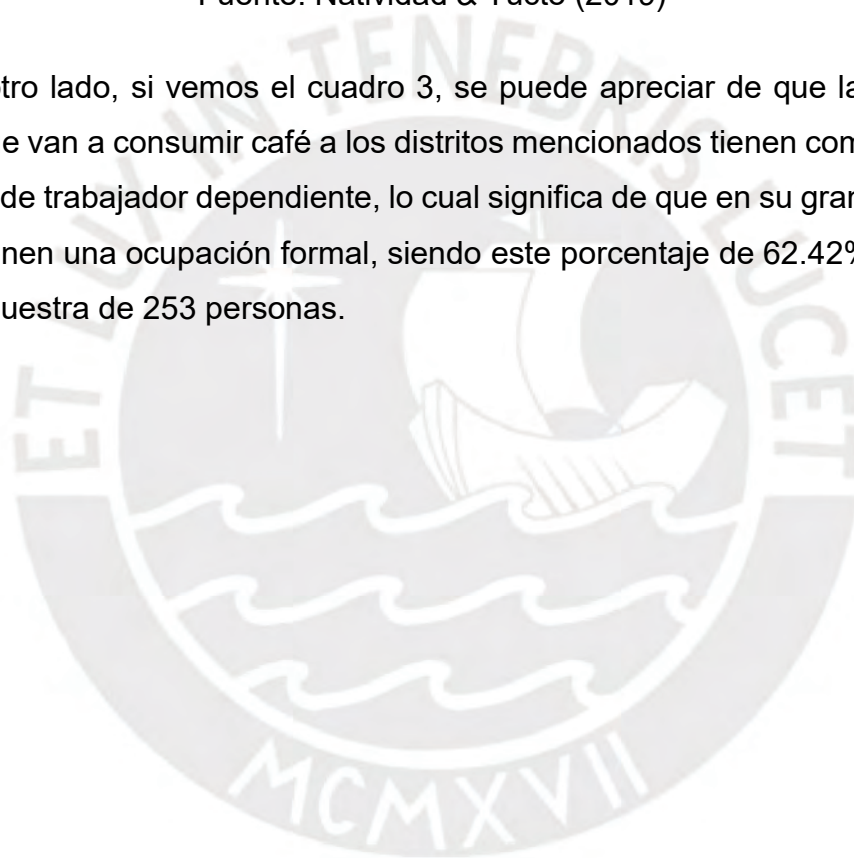 Fuente: Natividad & Tucto (2019)
tro lado, si vemos el cuadro 3, se puede apreciar de que la
e van a consumir café a los distritos mencionados tienen com
de trabajador dependiente, lo cual significa de que en su gran
nen una ocupación formal, siendo este porcentaje de 62.42%
uestra de 253 personas.
ET LUX IN TENEBRIS LUCET
MCMXVII